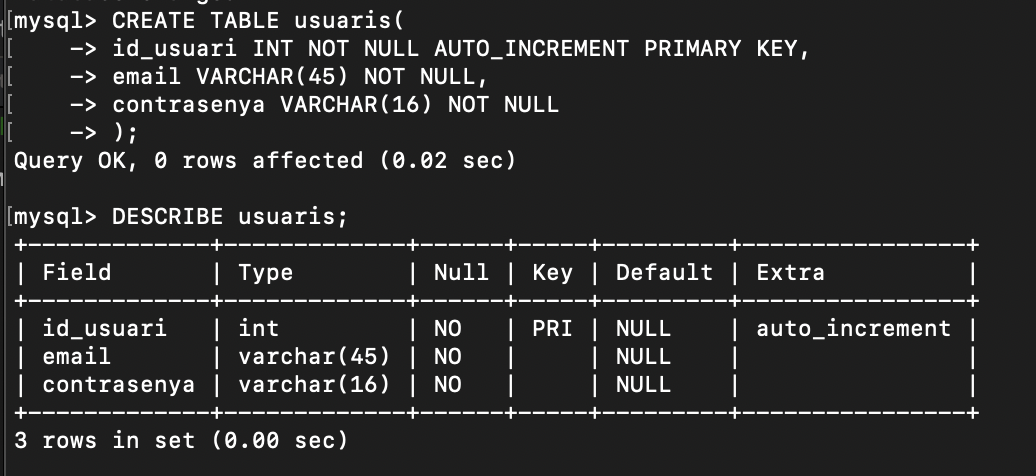 [mysql> CREATE TABLE usuaris(
[    -> id_usuari INT NOT NULL AUTO_INCREMENT PRIMARY KEY,
[    -> email VARCHAR(45) NOT NULL,
[    -> contrasenya VARCHAR(16) NOT NULL
[    -> );
Query OK, 0 rows affected (0.02 sec)
[mysql> DESCRIBE usuaris;
+-------------+-------------+------+-----+---------+----------------+
| Field       | Type        | Null | Key | Default | Extra          |
+-------------+-------------+------+-----+---------+----------------+
| id_usuari   | int         | NO   | PRI | NULL    | auto_increment |
| email       | varchar(45) | NO   |     | NULL    |                |
| contrasenya | varchar(16) | NO   |     | NULL    |                |
+-------------+-------------+------+-----+---------+----------------+
3 rows in set (0.00 sec)